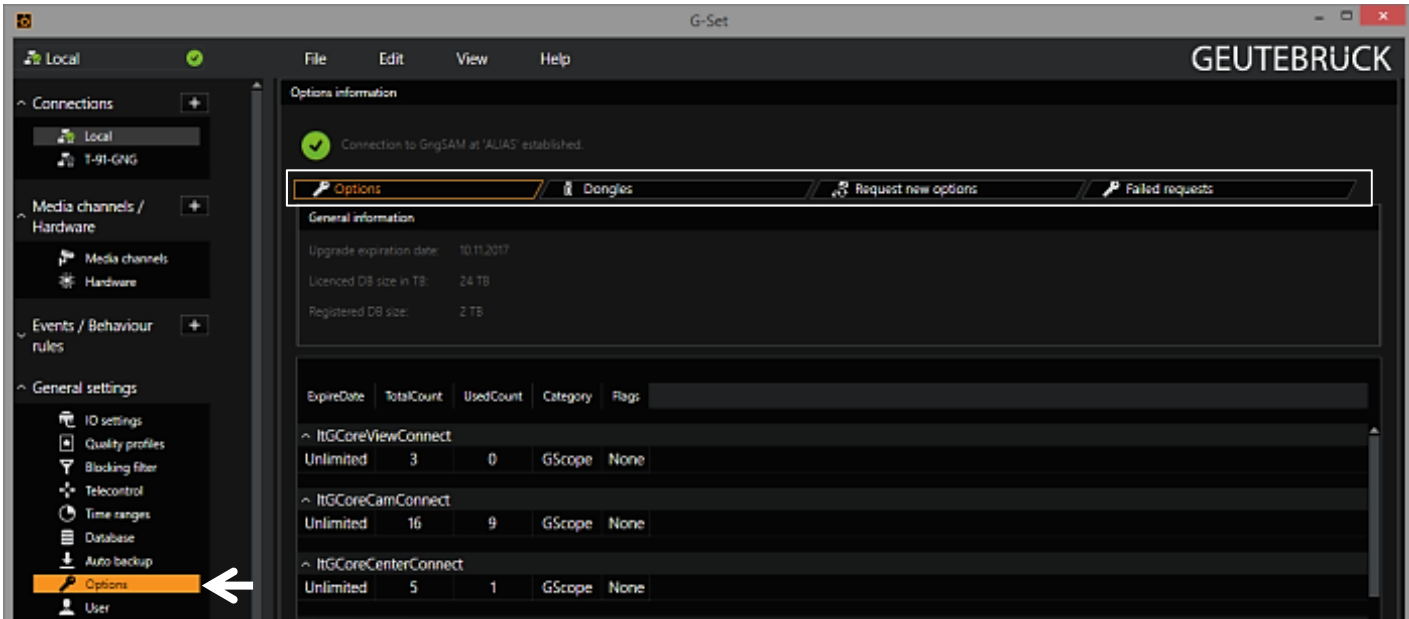 G-Set
Local
File Edit View Help
GEUTEBRÜCK
Connections
Local
T-91-GNG
Media channels /
Hardware
Media channels
Hardware
Events / Behaviour
rules
General settings
IO settings
Quality profiles
Blocking filter
Telecontrol
Time ranges
Database
Auto backup
Options
User
Options information
Connection to GngSAM at 'ALIAS' established.
Options Dongles Request new options Failed requests
General information
Upgrade expiration date: 10.11.2017
Licenced DB size in TB: 24 TB
Registered DB size: 2 TB
ExpireDate TotalCount UsedCount Category Flags
ltGCoreViewConnect
Unlimited 3 0 GScope None
ltGCoreCamConnect
Unlimited 16 9 GScope None
ltGCoreCenterConnect
Unlimited 5 1 GScope None